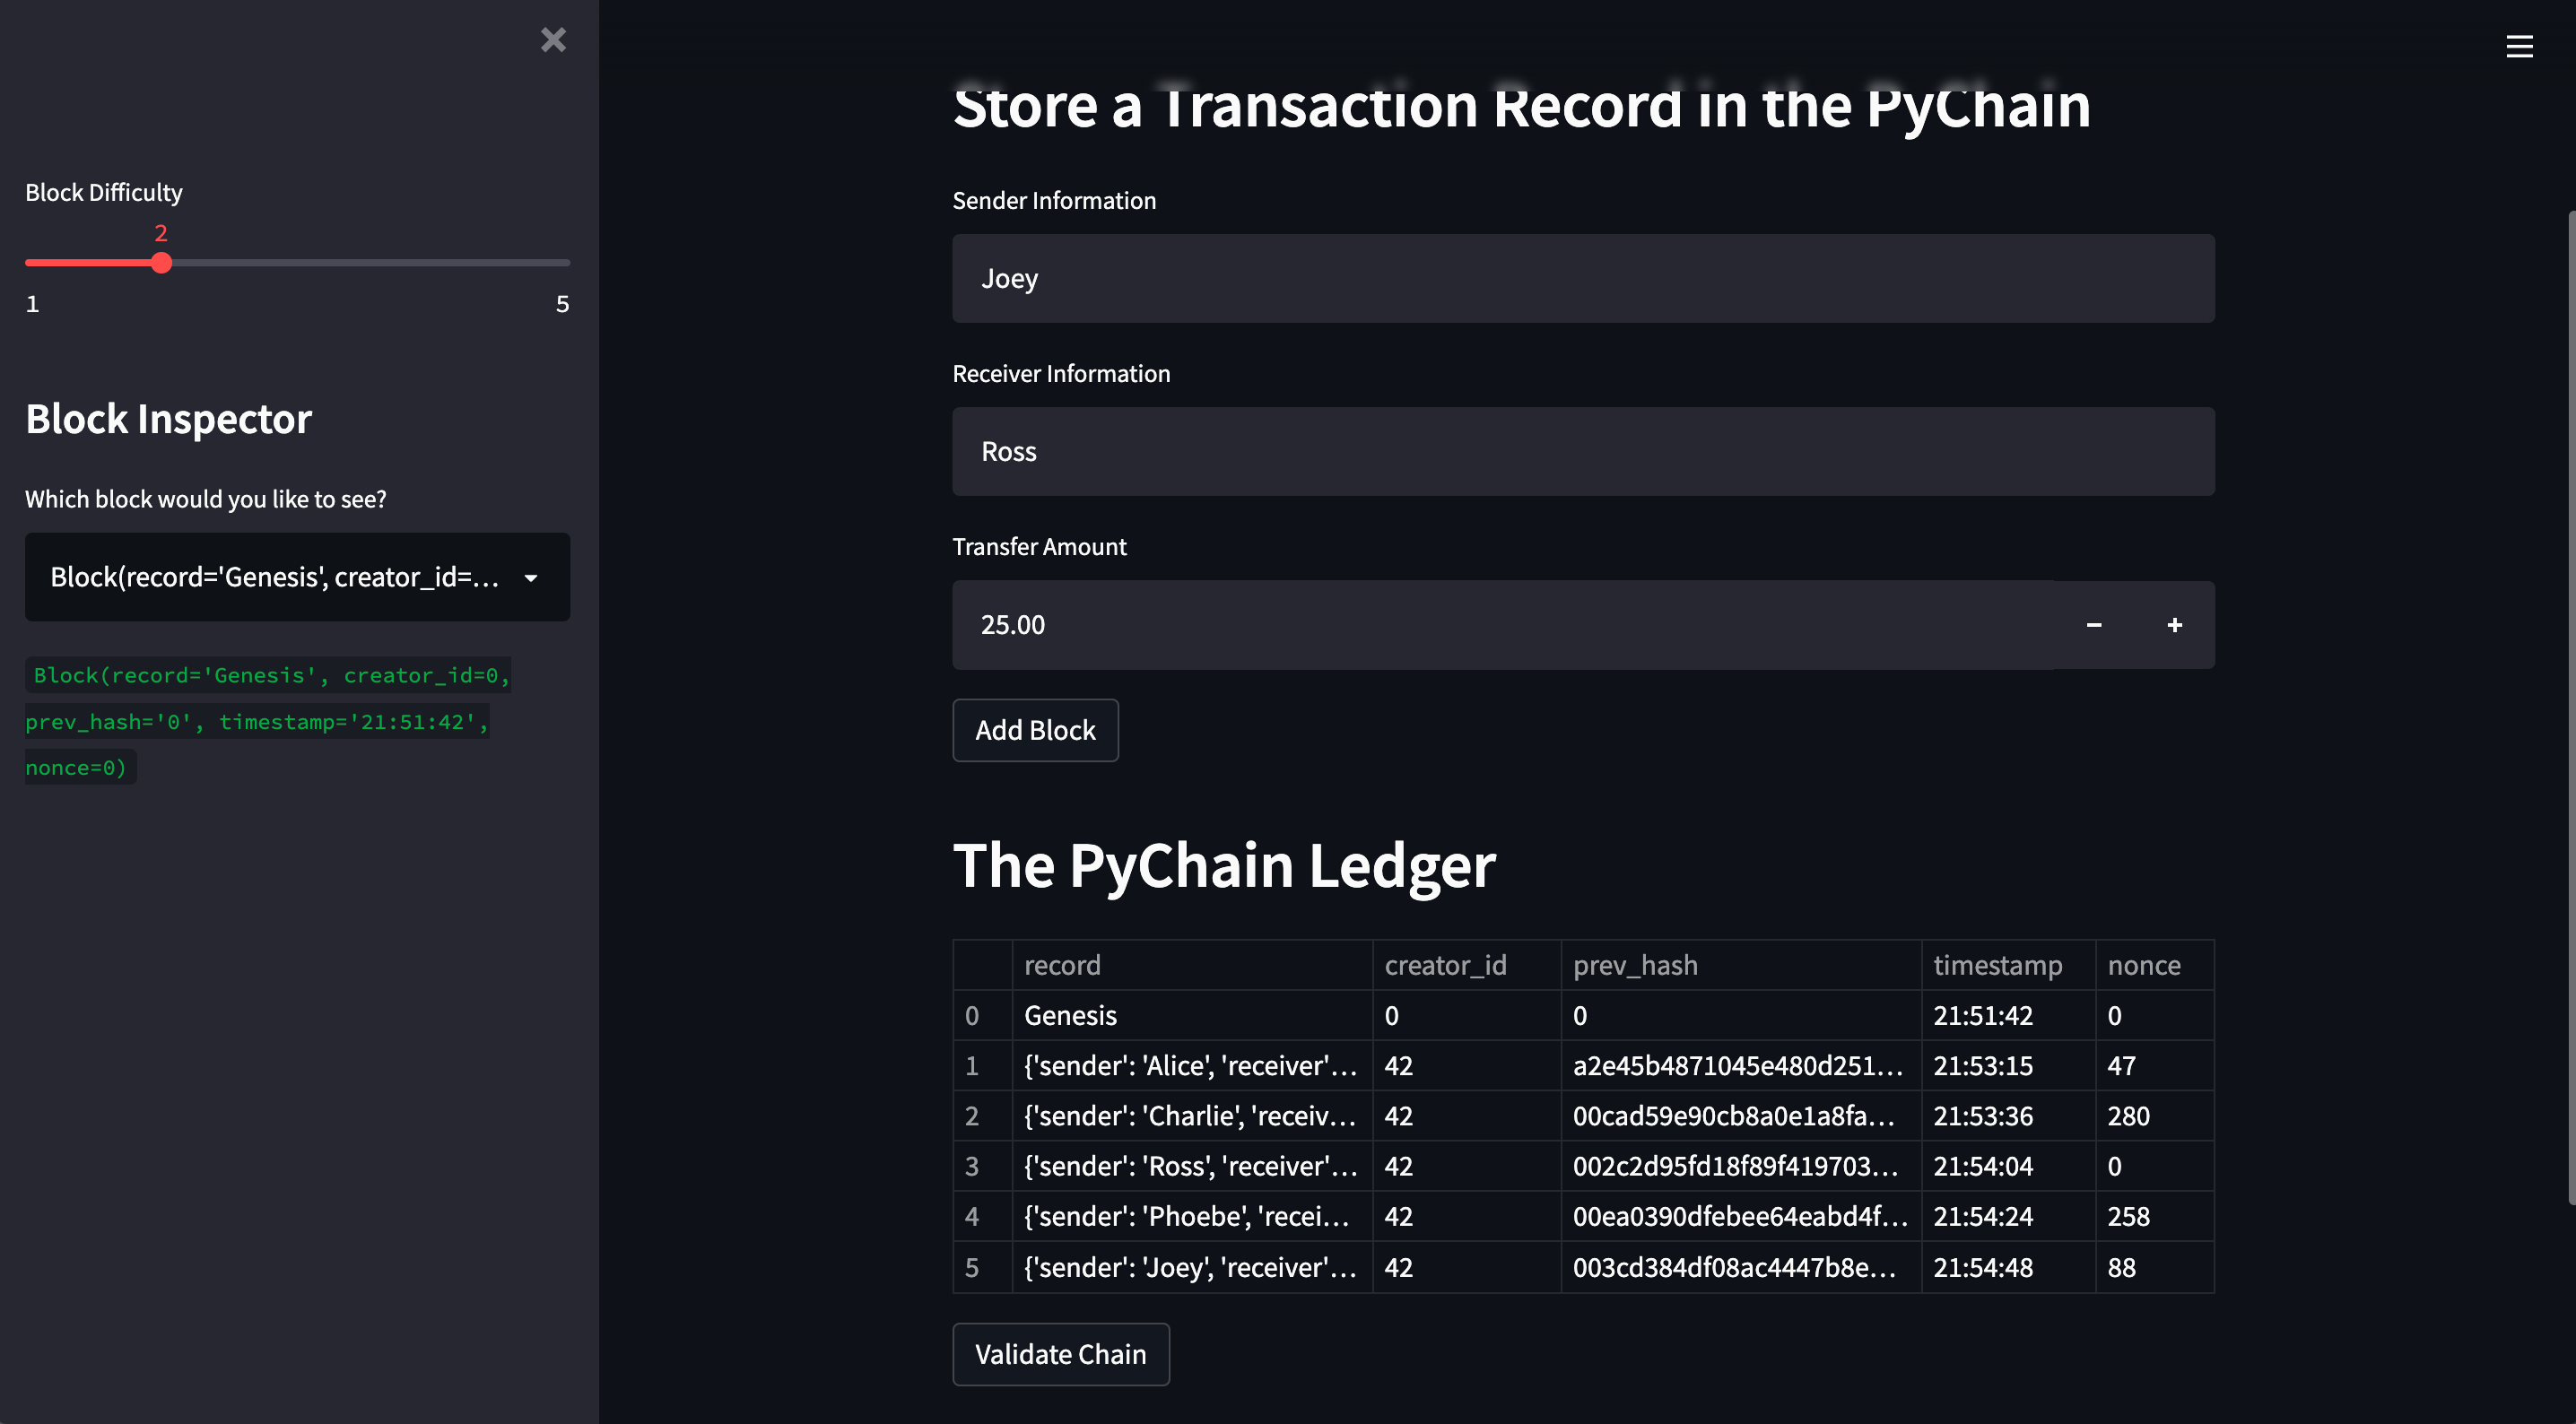 Block Difficulty
2
1 5
Block Inspector
Which block would you like to see?
Block(record='Genesis', creator_id=...
Block(record='Genesis', creator_id=0,
prev_hash='0', timestamp='21:51:42',
nonce=0)
Store a Transaction Record in the PyChain
Sender Information
Joey
Receiver Information
Ross
Transfer Amount
25.00 − +
Add Block
The PyChain Ledger
record creator_id prev_hash timestamp nonce
0 Genesis 0 0 21:51:42 0
1 {'sender': 'Alice', 'receiver'... 42 a2e45b4871045e480d251... 21:53:15 47
2 {'sender': 'Charlie', 'receiv... 42 00cad59e90cb8a0e1a8fa... 21:53:36 280
3 {'sender': 'Ross', 'receiver'... 42 002c2d95fd18f89f419703... 21:54:04 0
4 {'sender': 'Phoebe', 'recei... 42 00ea0390dfebee64eabd4f... 21:54:24 258
5 {'sender': 'Joey', 'receiver'... 42 003cd384df08ac4447b8e... 21:54:48 88
Validate Chain